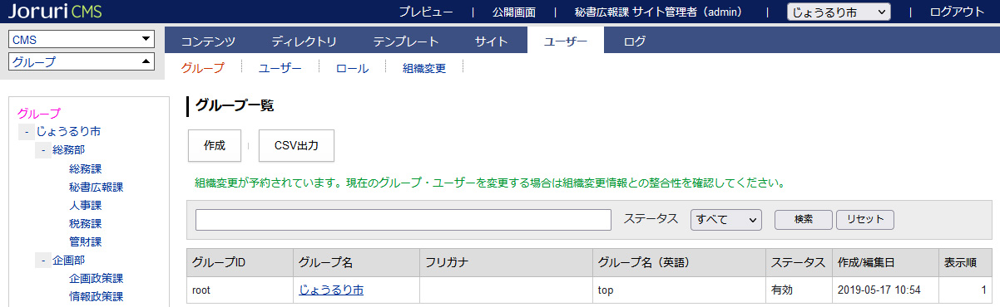 Joruri CMS プレビュー | 公開画面 | 秘書広報課 サイト管理者（admin） | じょうるり市 | ログアウト
CMS
グループ
コンテンツ ディレクトリ テンプレート サイト ユーザー ログ
グループ ユーザー ロール 組織変更
グループ
- じょうるり市
- 総務部
総務課
秘書広報課
人事課
税務課
管財課
- 企画部
企画政策課
情報政策課
グループ一覧
作成 CSV出力
組織変更が予約されています。現在のグループ・ユーザーを変更する場合は組織変更情報との整合性を確認してください。
ステータス すべて 検索 リセット
グループID グループ名 フリガナ グループ名（英語） ステータス 作成/編集日 表示順
root じょうるり市 top 有効 2019-05-17 10:54 1